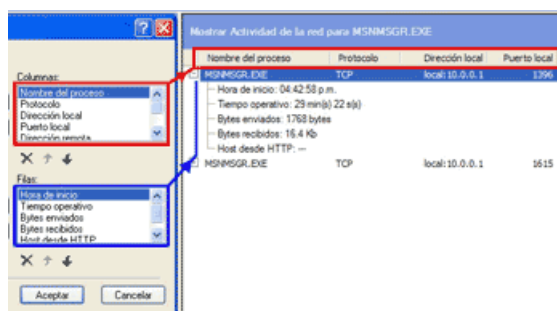 Mostrar Actividad de la red para MSNMSGR.EXE
Columnas:
Nombre del proceso
Protocolo
Dirección local
Puerto local
Dirección remota
Filas:
Hora de inicio
Tiempo operativo
Bytes enviados
Bytes recibidos
Host desde HTTP
Aceptar Cancelar
Nombre del proceso Protocolo Dirección local Puerto local
MSNMSGR.EXE TCP local:10.0.0.1 1396
Hora de inicio: 04:42:58 p.m.
Tiempo operativo: 29 min(s) 22 s(s)
Bytes enviados: 1768 bytes
Bytes recibidos: 16.4 Kb
Host desde HTTP: ---
MSNMSGR.EXE TCP local:10.0.0.1 1615